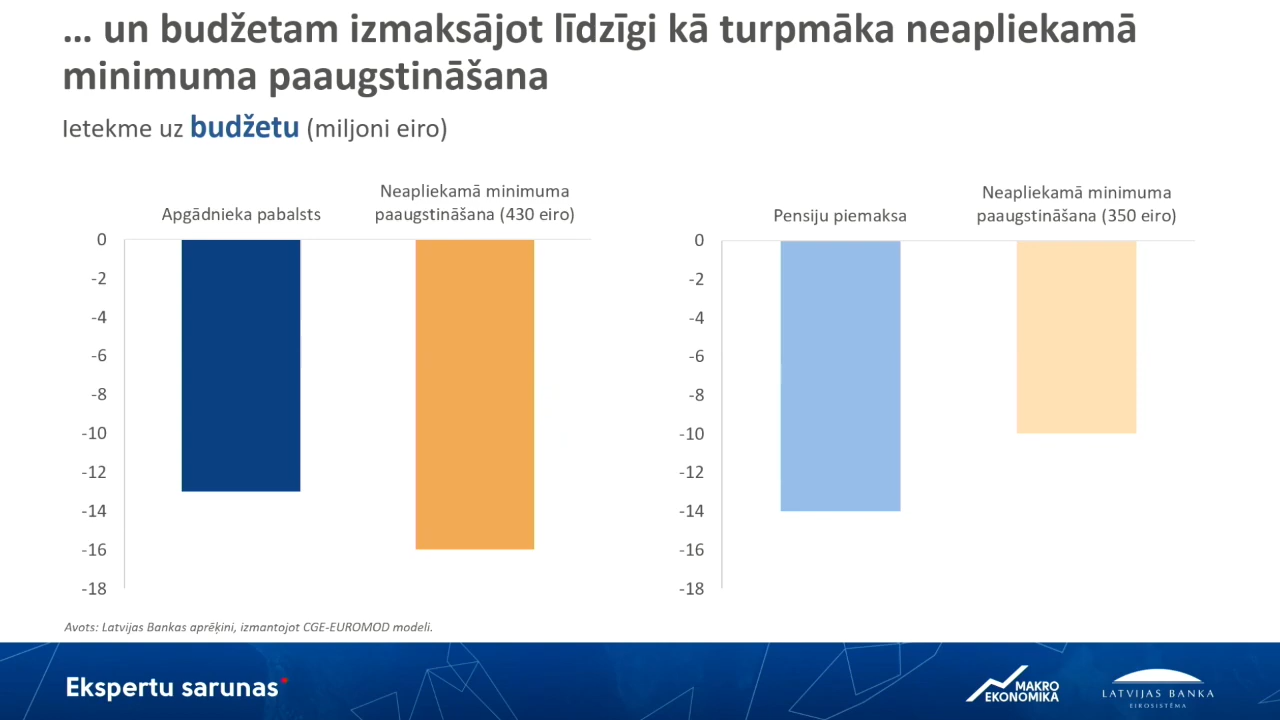 ... un budžetam izmaksājot līdzīgi kā turpmāka neapliekamā
minimuma paaugstināšana
Ietekme uz budžetu (miljoni eiro)
Apgādnieka pabalsts
Neapliekamā minimuma
paaugstināšana (430 eiro)
0
-2
-4
-6
-8
-10
-12
-14
-16
-18
Pensiju piemaksa
Neapliekamā minimuma
paaugstināšana (350 eiro)
0
-2
-4
-6
-8
-10
-12
-14
-16
-18
Avots: Latvijas Bankas aprēķini, izmantojot CGE-EUROMOD modeli.
Ekspertu sarunas
MAKRO
EKONOMIKA
LATVIJAS BANKA
EIROSISTĒMA